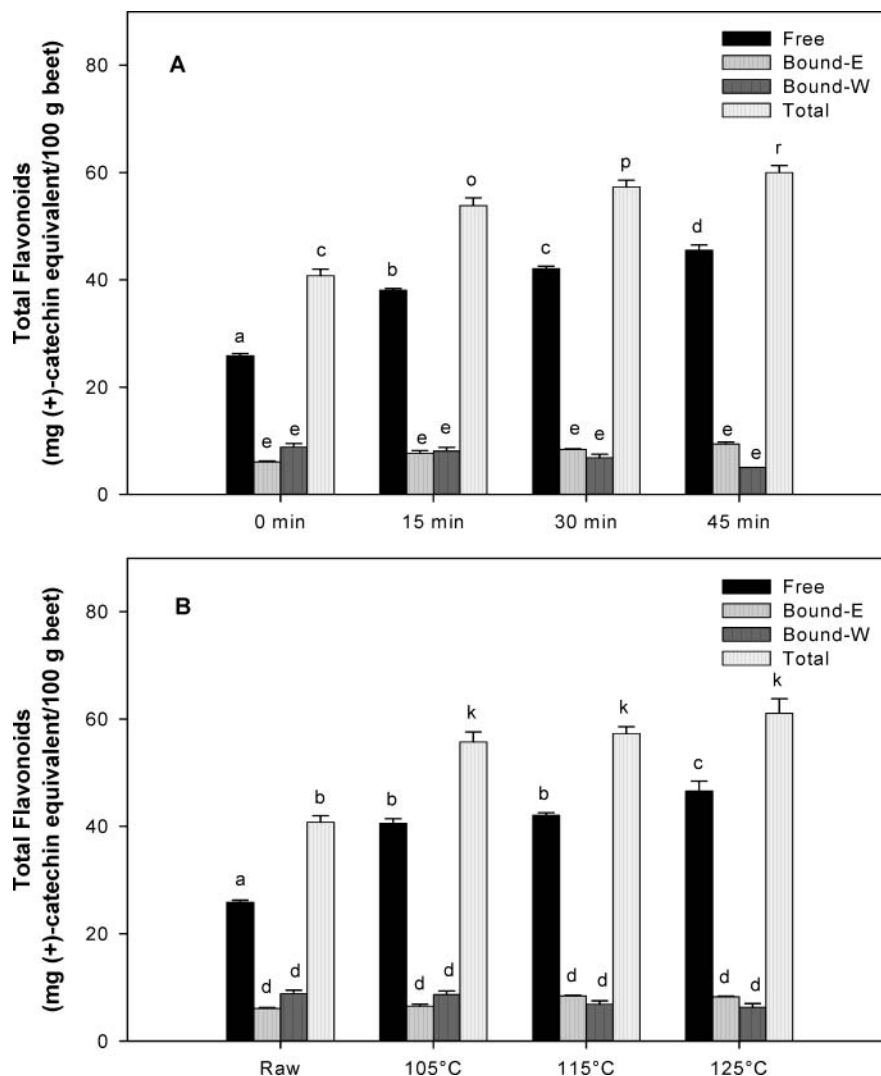 A
Free
Bound-E
Bound-W
Total
80
60
40
20
0
Total Flavonoids
(mg (+)-catechin equivalent/100 g beet)
a
e
e
c
b
e
e
o
c
e
e
p
d
e
e
r
0 min
15 min
30 min
45 min
B
Free
Bound-E
Bound-W
Total
80
60
40
20
0
Total Flavonoids
(mg (+)-catechin equivalent/100 g beet)
a
d
d
b
b
d
d
k
b
d
d
k
c
d
d
k
Raw
105°C
115°C
125°C